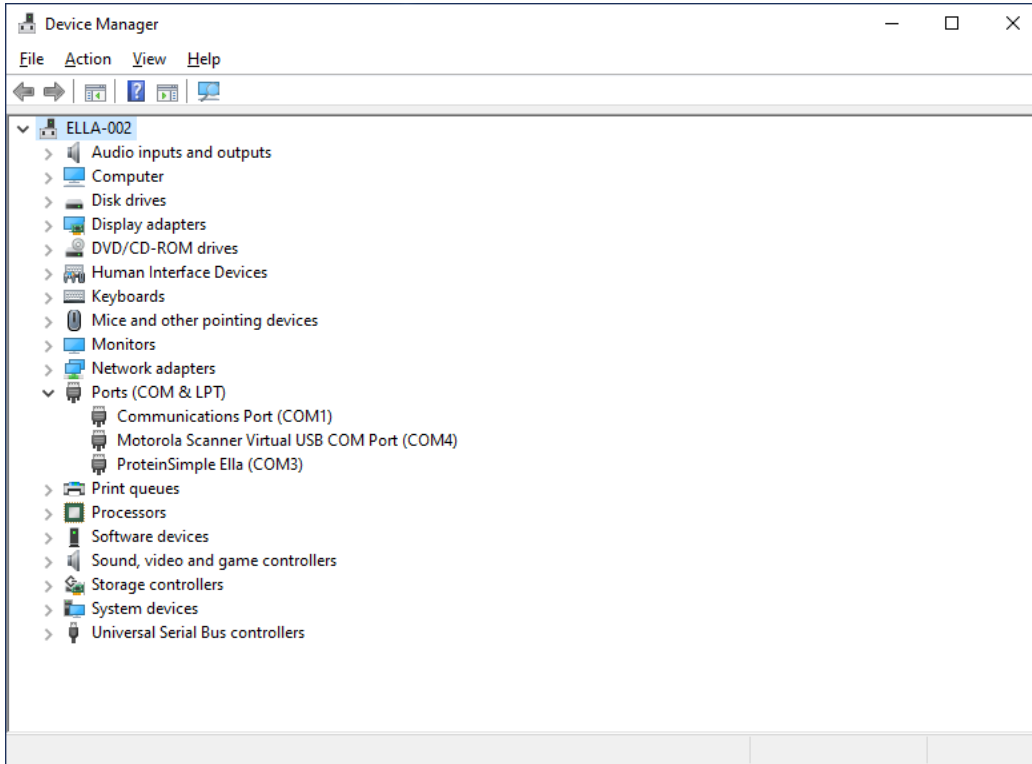 Device Manager
File Action View Help
ELLA-002
Audio inputs and outputs
Computer
Disk drives
Display adapters
DVD/CD-ROM drives
Human Interface Devices
Keyboards
Mice and other pointing devices
Monitors
Network adapters
Ports (COM & LPT)
Communications Port (COM1)
Motorola Scanner Virtual USB COM Port (COM4)
ProteinSimple Ella (COM3)
Print queues
Processors
Software devices
Sound, video and game controllers
Storage controllers
System devices
Universal Serial Bus controllers